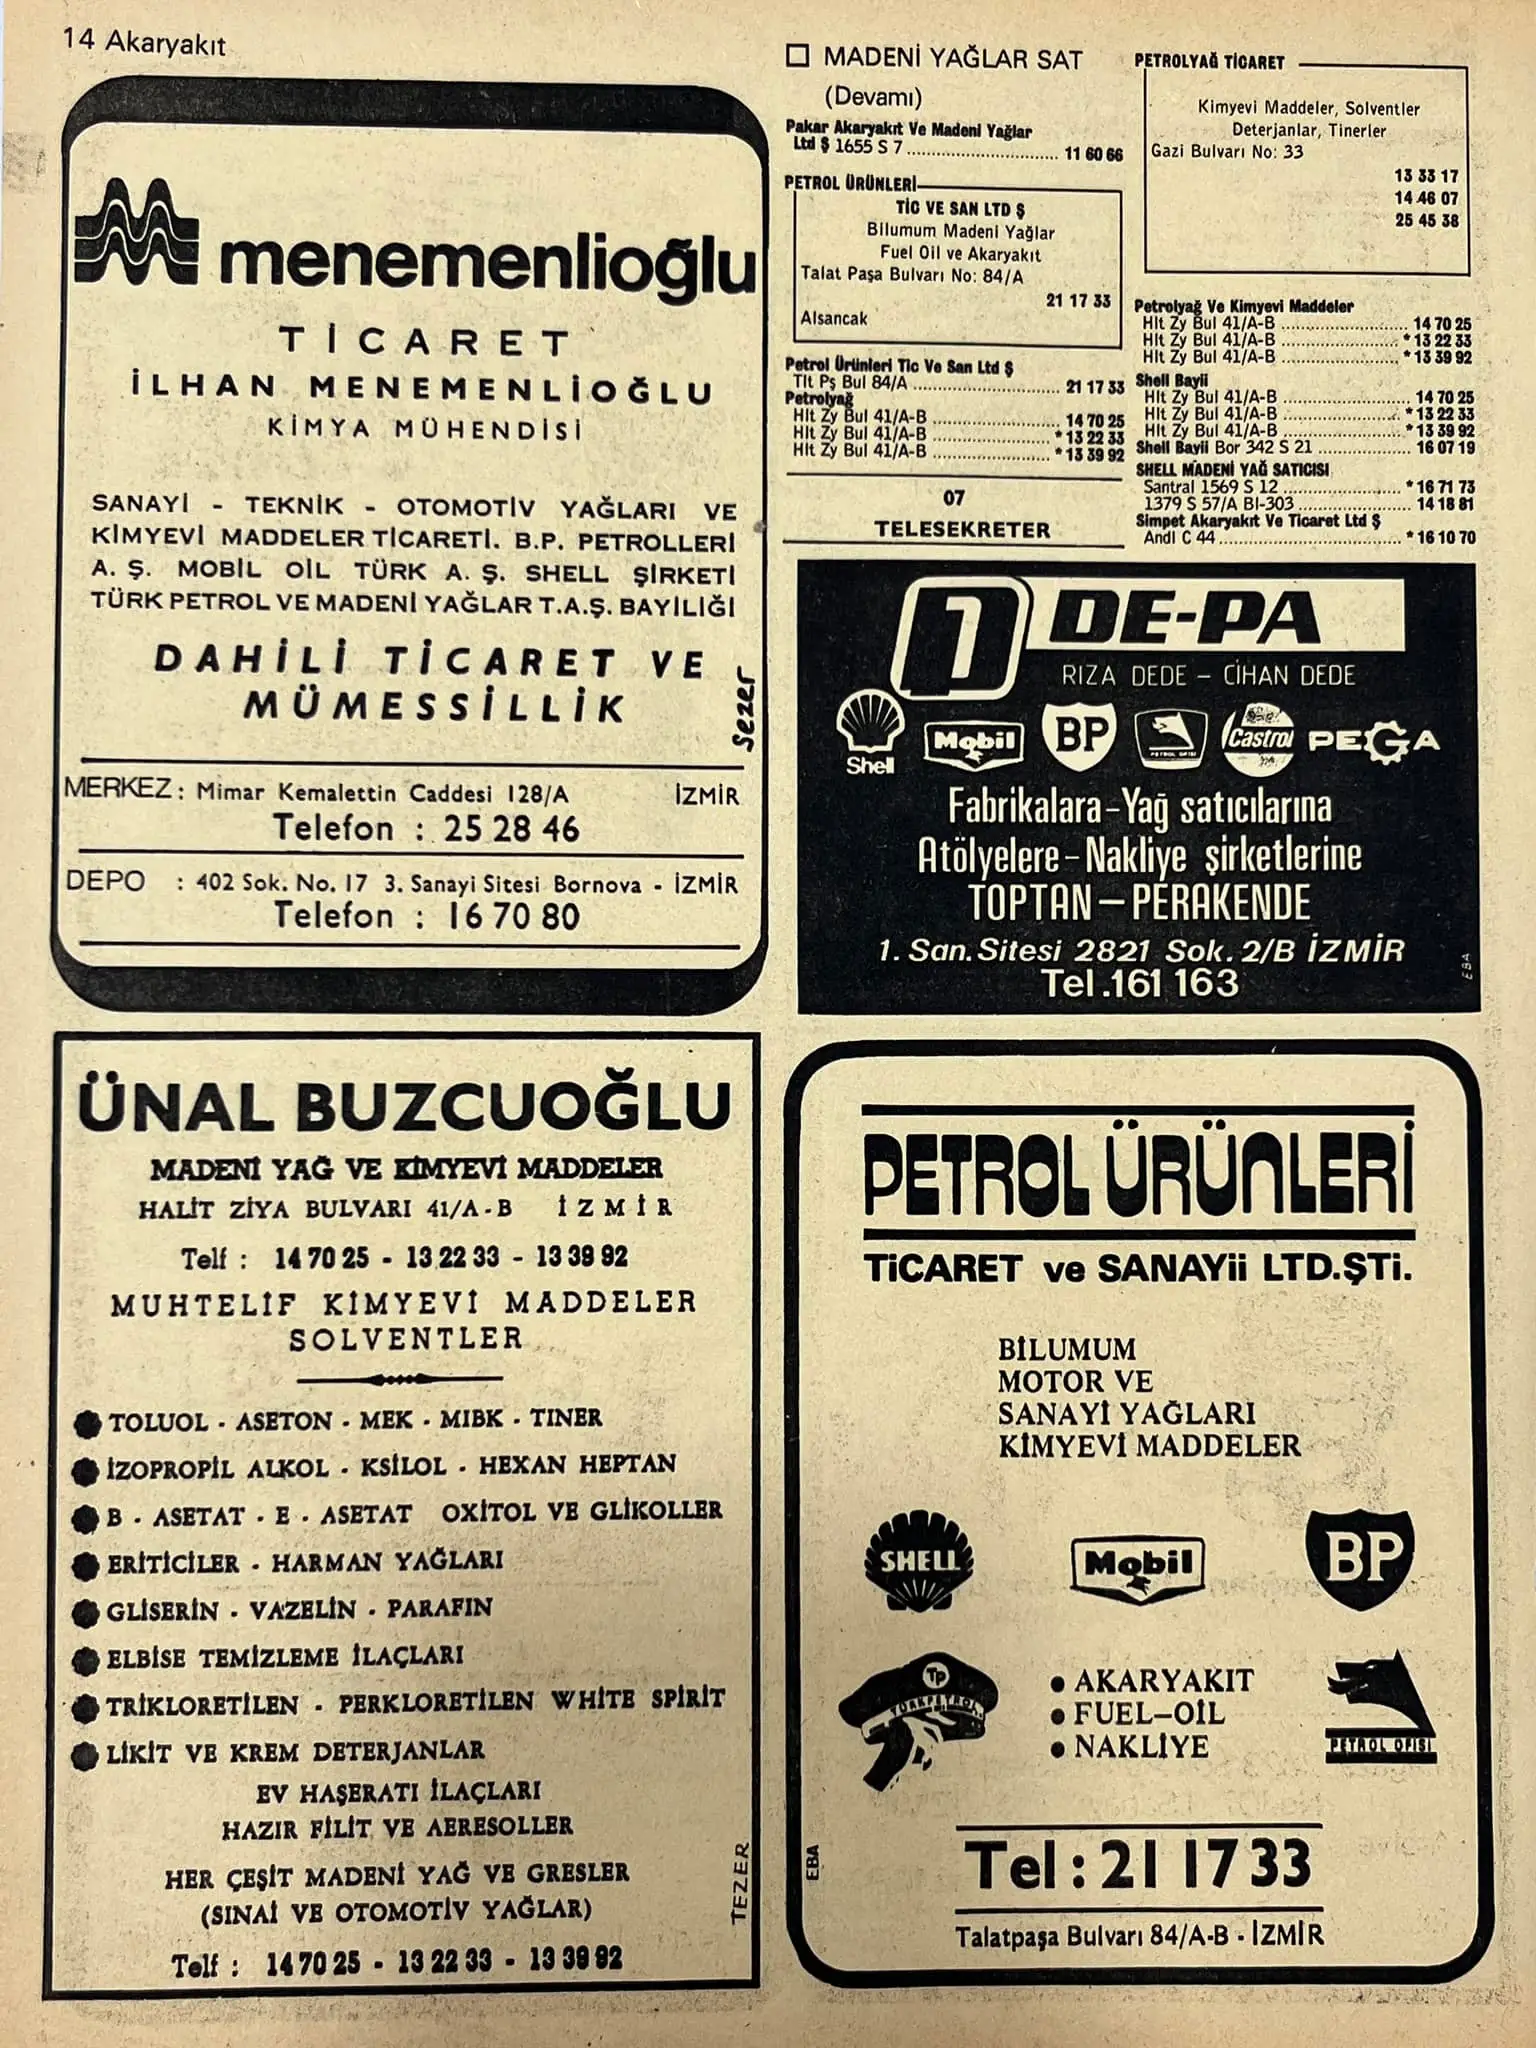 14 Akaryakıt
menemenlioğlu
TİCARET
İLHAN MENEMENLİOĞLU
KİMYA MÜHENDİSİ
SANAYİ - TEKNİK - OTOMOTİV YAĞLARI VE
KİMYEVİ MADDELER TİCARETİ. B.P. PETROLLERİ
A. Ş. MOBİL OİL TÜRK A. Ş. SHELL ŞİRKETİ
TÜRK PETROL VE MADENİ YAĞLAR T.A.Ş. BAYİLİĞİ
DAHİLİ TİCARET VE
MÜMESSİLLİK
Sezer
MERKEZ : Mimar Kemalettin Caddesi 128/A İZMİR
Telefon : 25 28 46
DEPO : 402 Sok. No. 17 3. Sanayi Sitesi Bornova - İZMİR
Telefon : 16 70 80
ÜNAL BUZCUOĞLU
MADENİ YAĞ VE KİMYEVİ MADDELER
HALİT ZİYA BULVARI 41/A-B İZMİR
Telf : 14 70 25 - 13 22 33 - 13 39 92
MUHTELİF KİMYEVİ MADDELER
SOLVENTLER
TOLUOL - ASETON - MEK - MIBK - TINER
İZOPROPİL ALKOL - KSİLOL - HEXAN HEPTAN
B - ASETAT - E - ASETAT OXİTOL VE GLİKOLLER
ERİTİCİLER - HARMAN YAĞLARI
GLİSERİN - VAZELİN - PARAFIN
ELBİSE TEMİZLEME İLAÇLARI
TRİKLORETİLEN - PERKLORETİLEN WHİTE SPİRİT
LİKİT VE KREM DETERJANLAR
EV HAŞERATI İLAÇLARI
HAZIR FİLİT VE AERESOLLER
HER ÇEŞİT MADENİ YAĞ VE GRESLER
(SINAİ VE OTOMOTİV YAĞLAR)
Telf : 14 70 25 - 13 22 33 - 13 39 92
TEZER
☐ MADENİ YAĞLAR SAT
(Devamı)
Pakar Akaryakıt Ve Madeni Yağlar
Ltd Ş 1655 S 7 ........ 11 60 66
PETROL ÜRÜNLERİ
TİC VE SAN LTD Ş
Bilumum Madeni Yağlar
Fuel Oil ve Akaryakıt
Talat Paşa Bulvarı No: 84/A
21 17 33
Alsancak
Petrol Ürünleri Tic Ve San Ltd Ş
Tlt Pş Bul 84/A ........ 21 17 33
Petrolyağ
Hlt Zy Bul 41/A-B ........ 14 70 25
Hlt Zy Bul 41/A-B ........ *13 22 33
Hlt Zy Bul 41/A-B ........ *13 39 92
07
TELESEKRETER
PETROLYAĞ TİCARET
Kimyevi Maddeler, Solventler
Deterjanlar, Tinerler
Gazi Bulvarı No: 33
13 33 17
14 46 07
25 45 38
Petrolyağ Ve Kimyevi Maddeler
Hlt Zy Bul 41/A-B ........ 14 70 25
Hlt Zy Bul 41/A-B ........ *13 22 33
Hlt Zy Bul 41/A-B ........ *13 39 92
Shell Bayii
Hlt Zy Bul 41/A-B ........ 14 70 25
Hlt Zy Bul 41/A-B ........ *13 22 33
Hlt Zy Bul 41/A-B ........ *13 39 92
Shell Bayii Bor 342 S 21 ........ 16 07 19
SHELL MADENİ YAĞ SATICISI
Santral 1569 S 12 ........ *16 71 73
1379 S 57/A Bl-303 ........ 14 18 81
Simpet Akaryakıt Ve Ticaret Ltd Ş
Andl C 44 ........ *16 10 70
DE-PA
RIZA DEDE – CİHAN DEDE
Shell Mobil BP PETROL OFİSİ Castrol PEGA
Fabrikalara-Yağ satıcılarına
Atölyelere-Nakliye şirketlerine
TOPTAN – PERAKENDE
1. San. Sitesi 2821 Sok. 2/B İZMİR
Tel.161 163
EBA
PETROL ÜRÜNLERİ
TİCARET ve SANAYİİ LTD.ŞTİ.
BİLUMUM
MOTOR VE
SANAYİ YAĞLARI
KİMYEVİ MADDELER
SHELL Mobil BP
TP
TÜRKPETROL
• AKARYAKIT
• FUEL–OİL
• NAKLİYE
PETROL OFİSİ
Tel : 21 17 33
Talatpaşa Bulvarı 84/A-B - İZMİR
EBA